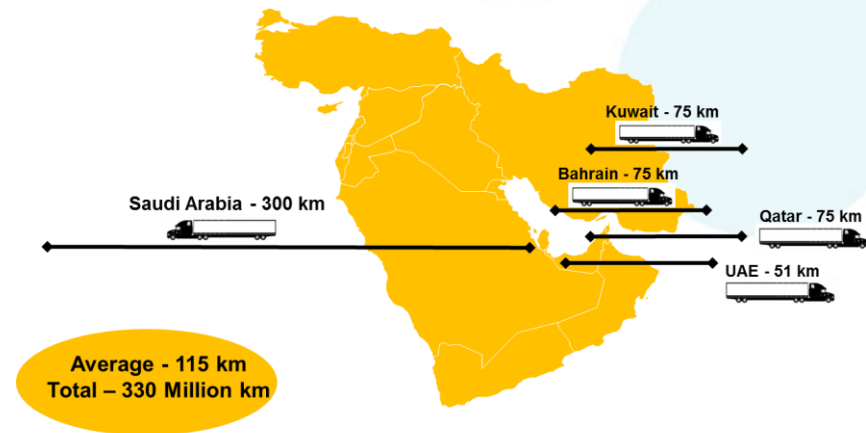 Kuwait - 75 km
Bahrain - 75 km
Saudi Arabia - 300 km
Qatar - 75 km
UAE - 51 km
Average - 115 km
Total – 330 Million km